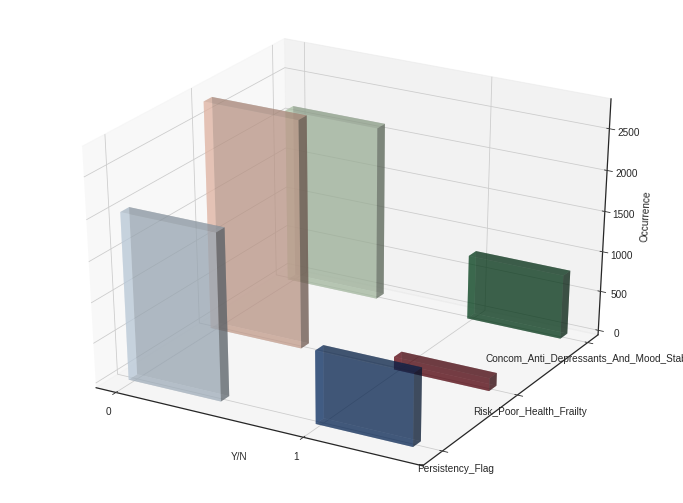 2500
2000
1500
1000
500
0
Occurrence
Concom_Anti_Depressants_And_Mood_Stal
Risk_Poor_Health_Frailty
Persistency_Flag
0
1
Y/N